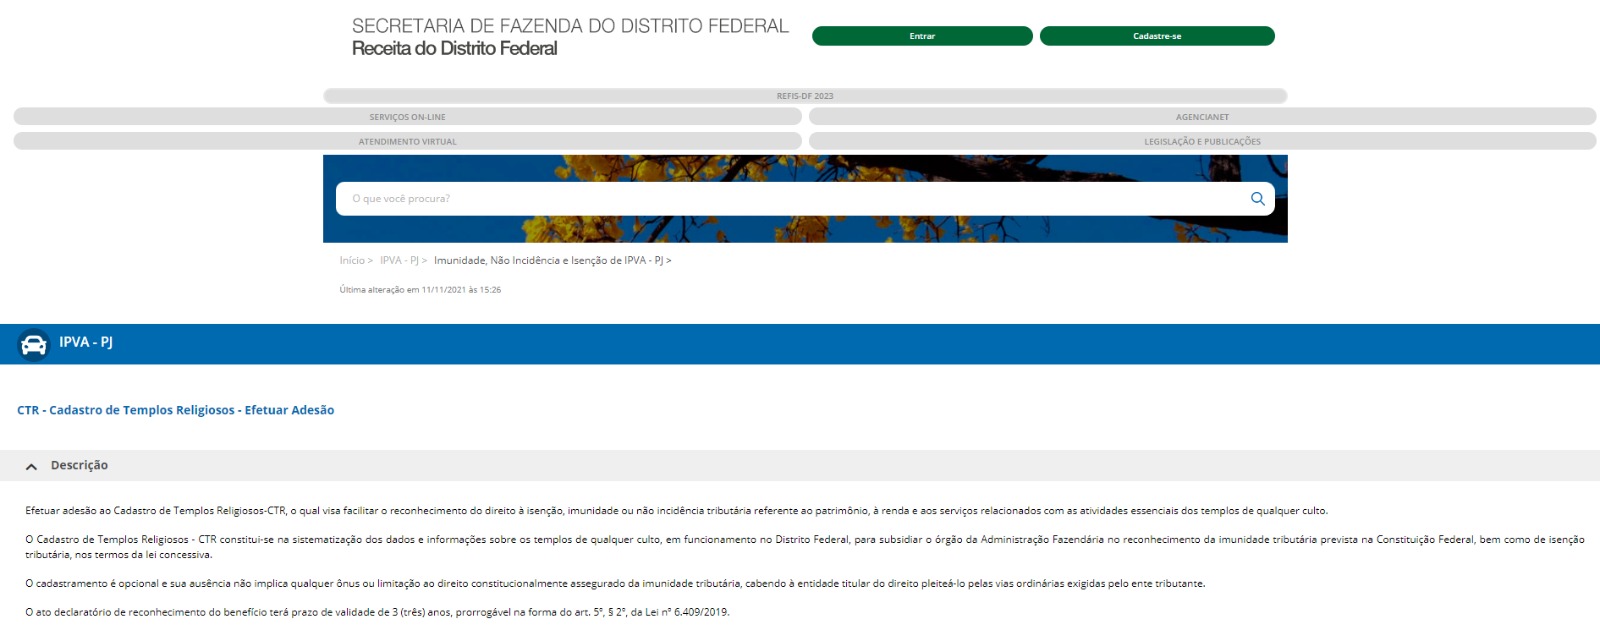 SECRETARIA DE FAZENDA DO DISTRITO FEDERAL
Receita do Distrito Federal
Entrar
Cadastre-se
REFIS-DF 2023
SERVIÇOS ON-LINE
AGENCIANET
ATENDIMENTO VIRTUAL
LEGISLAÇÃO E PUBLICAÇÕES
O que você procura?
Início > IPVA - PJ > Imunidade, Não Incidência e Isenção de IPVA - PJ >
Última alteração em 11/11/2021 às 15:26
IPVA - PJ
CTR - Cadastro de Templos Religiosos - Efetuar Adesão
Descrição
Efetuar adesão ao Cadastro de Templos Religiosos-CTR, o qual visa facilitar o reconhecimento do direito à isenção, imunidade ou não incidência tributária referente ao patrimônio, à renda e aos serviços relacionados com as atividades essenciais dos templos de qualquer culto.
O Cadastro de Templos Religiosos - CTR constitui-se na sistematização dos dados e informações sobre os templos de qualquer culto, em funcionamento no Distrito Federal, para subsidiar o órgão da Administração Fazendária no reconhecimento da imunidade tributária prevista na Constituição Federal, bem como de isenção
tributária, nos termos da lei concessiva.
O cadastramento é opcional e sua ausência não implica qualquer ônus ou limitação ao direito constitucionalmente assegurado da imunidade tributária, cabendo à entidade titular do direito pleiteá-lo pelas vias ordinárias exigidas pelo ente tributante.
O ato declaratório de reconhecimento do benefício terá prazo de validade de 3 (três) anos, prorrogável na forma do art. 5º, § 2º, da Lei nº 6.409/2019.